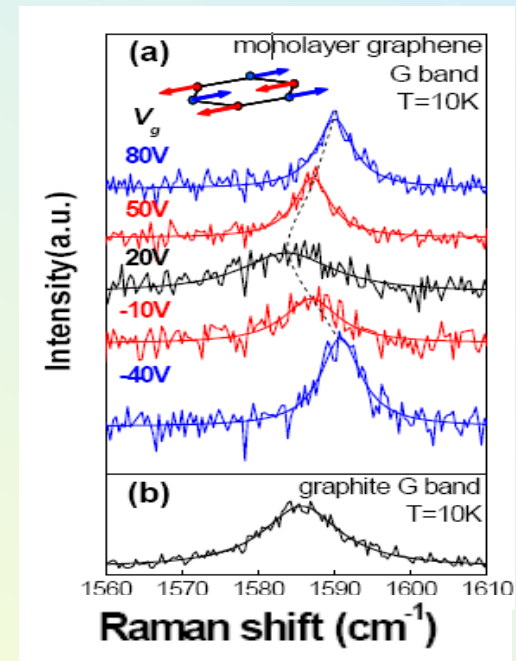 (a)
monolayer graphene
G band
T=10K
Vg
80V
50V
20V
-10V
-40V
Intensity(a.u.)
(b)
graphite G band
T=10K
1560 1570 1580 1590 1600 1610
Raman shift (cm-1)